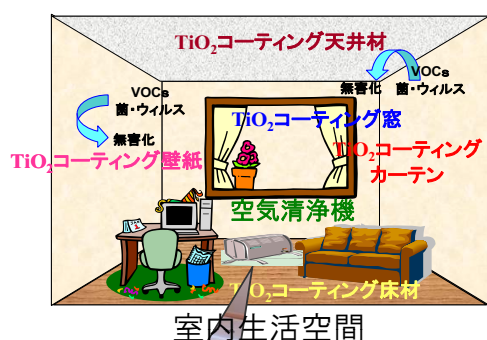 TiO₂コーティング天井材
VOCs
菌・ウィルス
無害化
無害化
VOCs
菌・ウィルス
TiO₂コーティング窓
TiO₂コーティング壁紙
TiO₂コーティング
カーテン
空気清浄機
TiO₂コーティング床材
室内生活空間